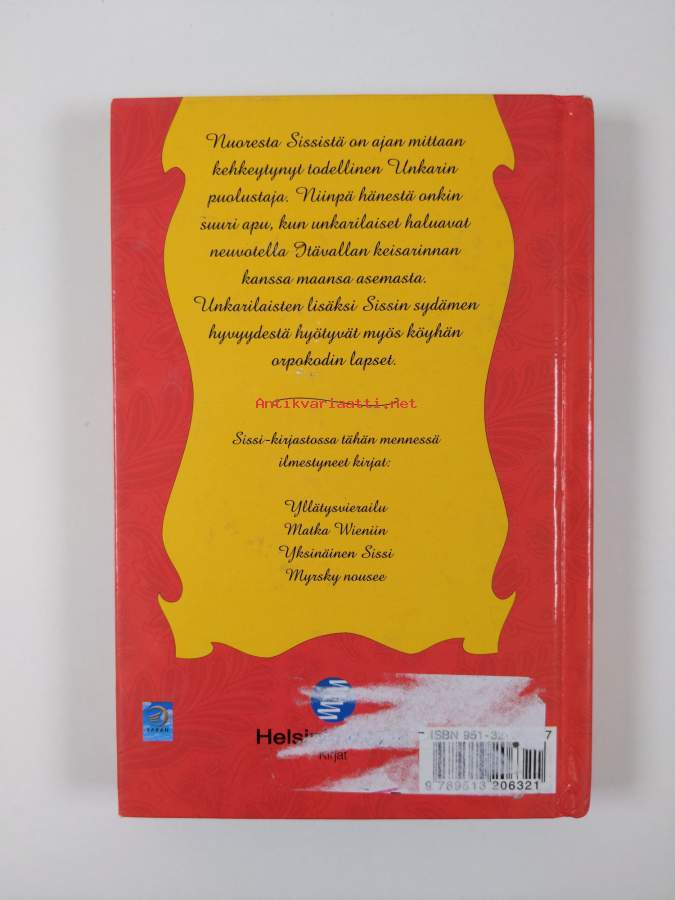 Nuoresta Sissistä on ajan mittaan
kehkeytynyt todellinen Unkarin
puolustaja. Niinpä hänestä onkin
suuri apu, kun unkarilaiset haluavat
neuvotella Itävallan keisarinnan
kanssa maansa asemasta.
Unkarilaisten lisäksi Sissin sydämen
hyvyydestä hyötyvät myös köyhän
orpokodin lapset.
Antikvariaatti.net
Sissi-kirjastossa tähän mennessä
ilmestyneet kirjat:
Yllätysvierailu
Matka Wieniin
Yksinäinen Sissi
Myrsky nousee
Kirjat
ISBN 951-32 7
9 789513 206321
SABAN